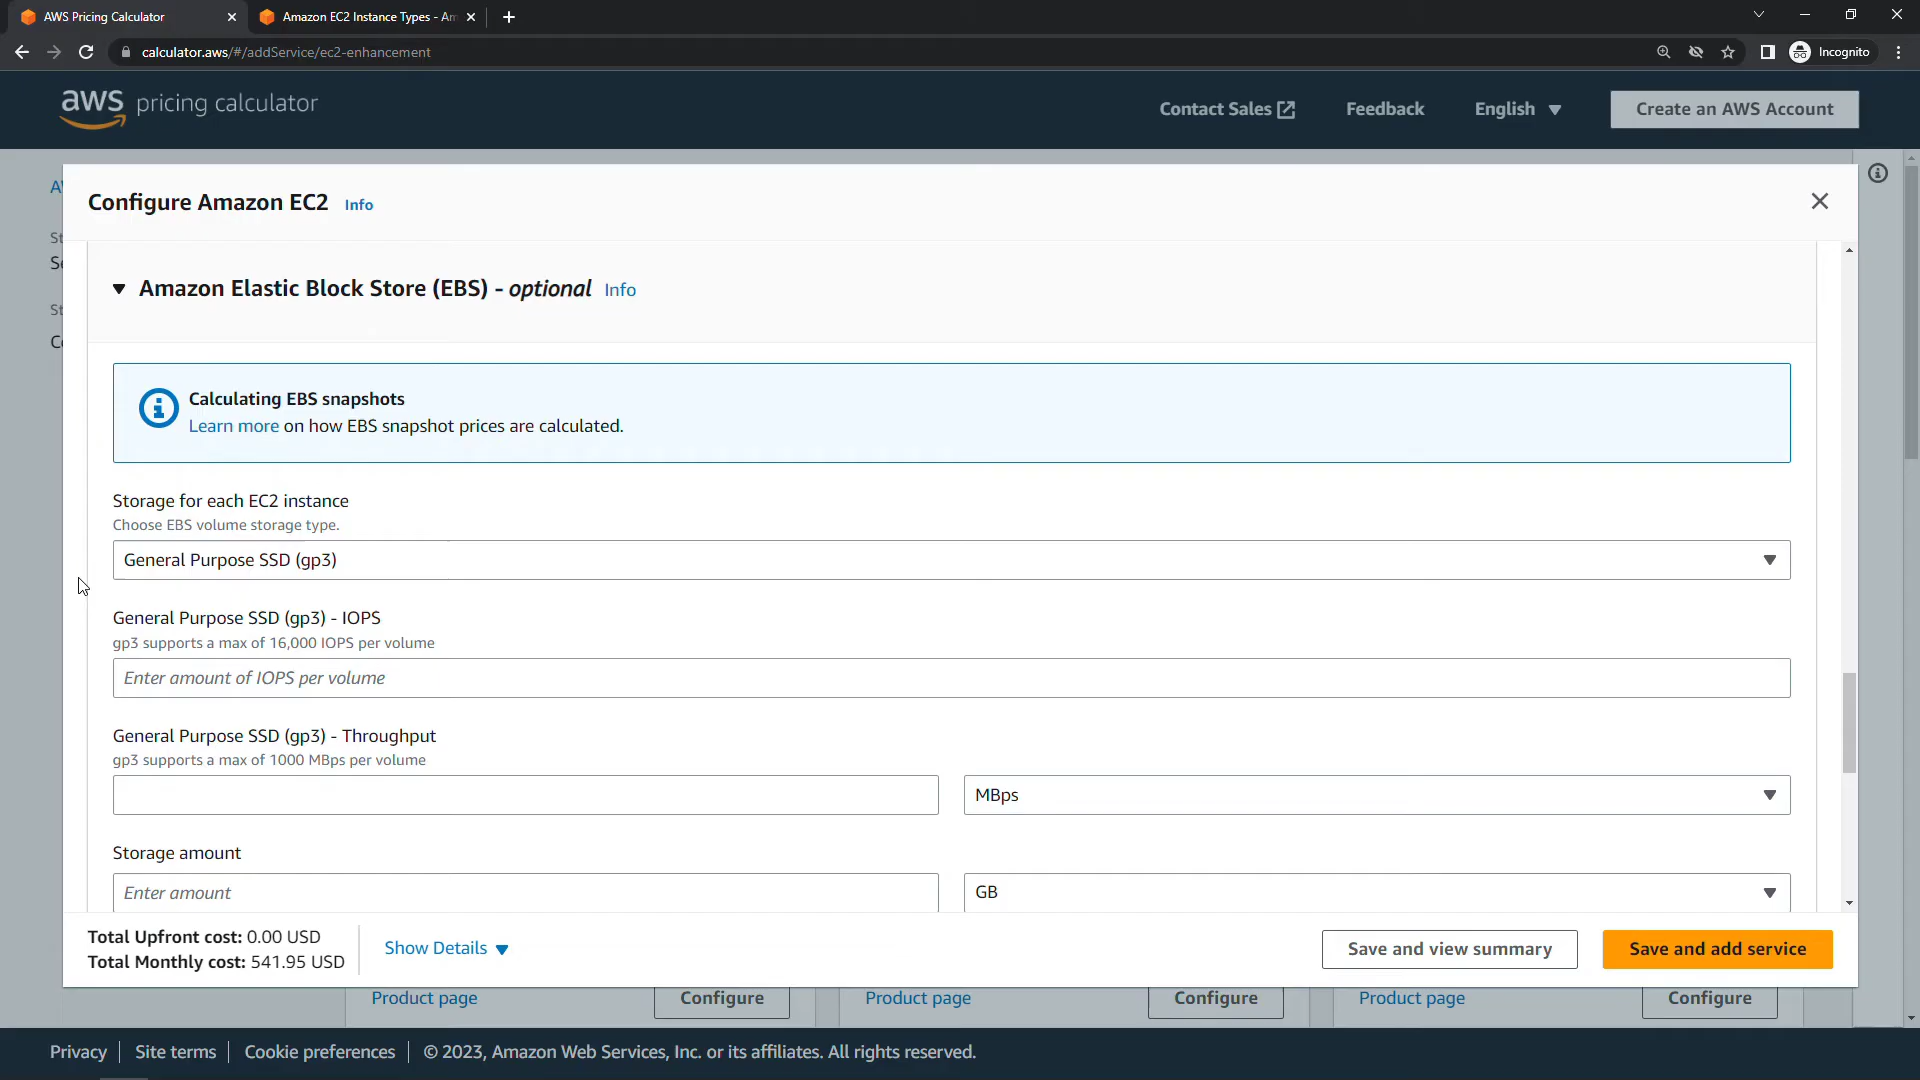 AWS Pricing Calculator
Amazon EC2 Instance Types - Am
calculator.aws/#/addService/ec2-enhancement
Incognito
aws pricing calculator
Contact Sales
Feedback
English
Create an AWS Account
Configure Amazon EC2 Info
Amazon Elastic Block Store (EBS) - optional Info
Calculating EBS snapshots
Learn more on how EBS snapshot prices are calculated.
Storage for each EC2 instance
Choose EBS volume storage type.
General Purpose SSD (gp3)
General Purpose SSD (gp3) - IOPS
gp3 supports a max of 16,000 IOPS per volume
Enter amount of IOPS per volume
General Purpose SSD (gp3) - Throughput
gp3 supports a max of 1000 MBps per volume
MBps
Storage amount
Enter amount
GB
Total Upfront cost: 0.00 USD
Total Monthly cost: 541.95 USD
Show Details
Save and view summary
Save and add service
Product page
Configure
Product page
Configure
Product page
Configure
Privacy
Site terms
Cookie preferences
© 2023, Amazon Web Services, Inc. or its affiliates. All rights reserved.